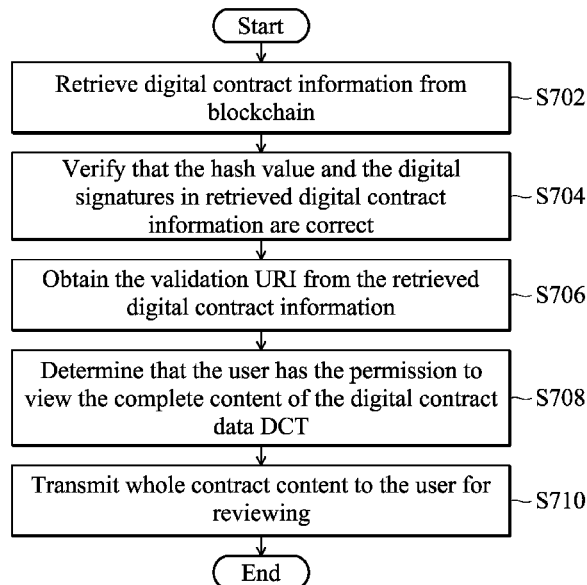 Start
Retrieve digital contract information from
blockchain
S702
Verify that the hash value and the digital
signatures in retrieved digital contract
information are correct
S704
Obtain the validation URI from the retrieved
digital contract information
S706
Determine that the user has the permission to
view the complete content of the digital contract
data DCT
S708
Transmit whole contract content to the user for
reviewing
S710
End